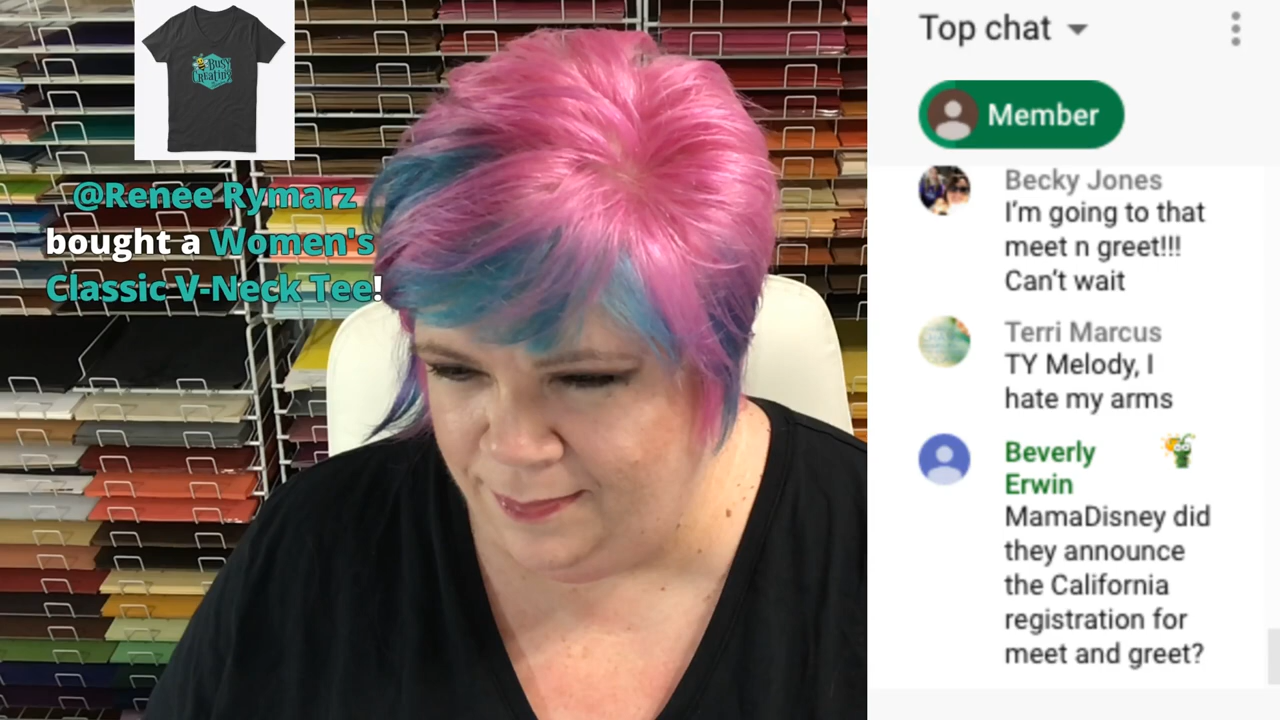 BUSY
CREATING
@Renee Rymarz
bought a Women's
Classic V-Neck Tee!
Top chat
Member
Becky Jones
I'm going to that
meet n greet!!!
Can't wait
Terri Marcus
TY Melody, I
hate my arms
Beverly
Erwin
MamaDisney did
they announce
the California
registration for
meet and greet?